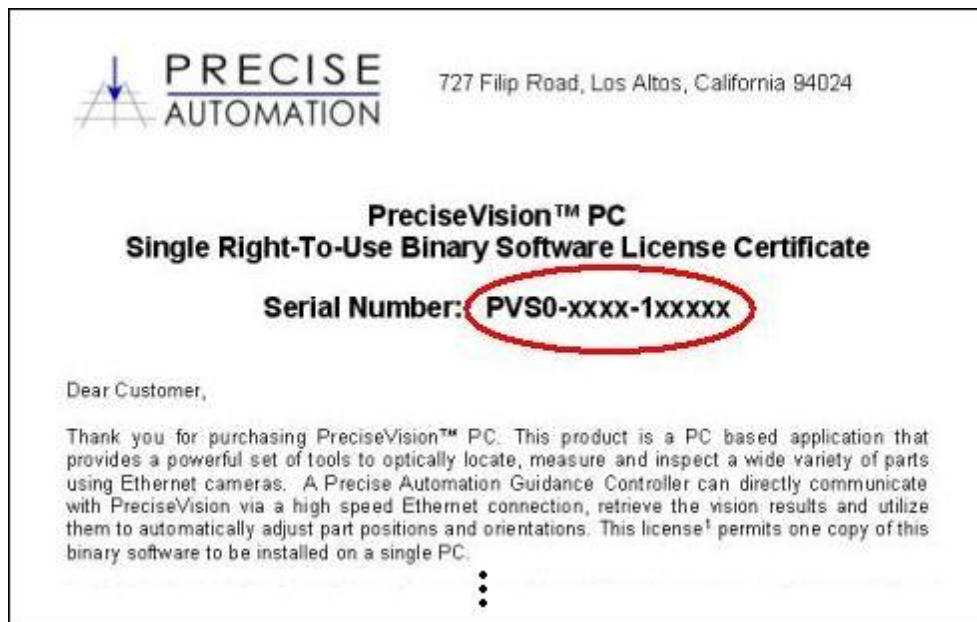 PRECISE
AUTOMATION
727 Filip Road, Los Altos, California 94024
PreciseVision™ PC
Single Right-To-Use Binary Software License Certificate
Serial Number: PVS0-xxxx-1xxxxx
Dear Customer,
Thank you for purchasing PreciseVision™ PC. This product is a PC based application that
provides a powerful set of tools to optically locate, measure and inspect a wide variety of parts
using Ethernet cameras. A Precise Automation Guidance Controller can directly communicate
with PreciseVision via a high speed Ethernet connection, retrieve the vision results and utilize
them to automatically adjust part positions and orientations. This license¹ permits one copy of this
binary software to be installed on a single PC.